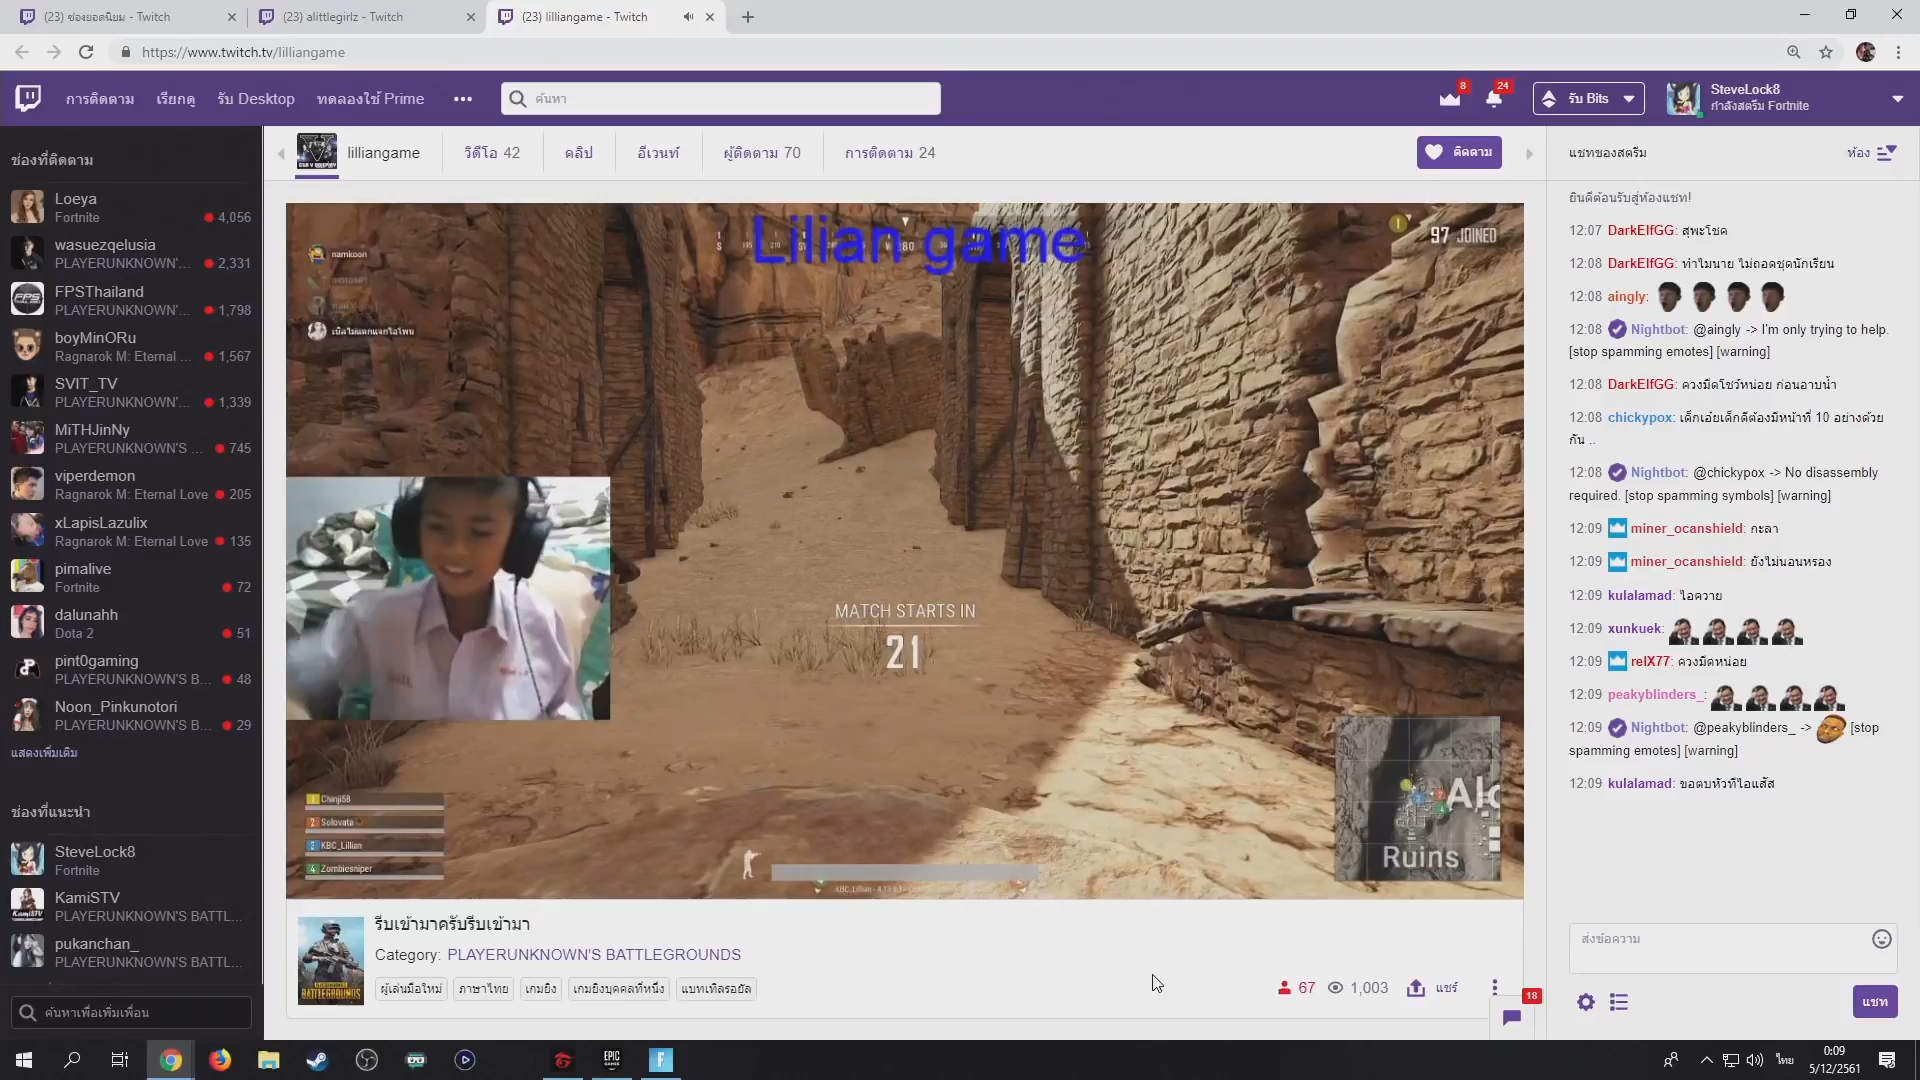 (23) ช่องยอดนิยม - Twitch
(23) alittlegirlz - Twitch
(23) lilliangame - Twitch
https://www.twitch.tv/lilliangame
การติดตาม
เรียกดู
รับ Desktop
ทดลองใช้ Prime
ค้นหา
8
24
รับ Bits
SteveLock8
กำลังสตรีม Fortnite
ช่องที่ติดตาม
Loeya
Fortnite 4,056
wasuezqelusia
PLAYERUNKNOWN'... 2,331
FPSThailand
PLAYERUNKNOWN'... 1,798
boyMinORu
Ragnarok M: Eternal ... 1,567
SVIT_TV
PLAYERUNKNOWN'... 1,339
MiTHJinNy
PLAYERUNKNOWN'S ... 745
viperdemon
Ragnarok M: Eternal Love 205
xLapisLazulix
Ragnarok M: Eternal Love 135
pimalive
Fortnite 72
dalunahh
Dota 2 51
pint0gaming
PLAYERUNKNOWN'S B... 48
Noon_Pinkunotori
PLAYERUNKNOWN'S B... 29
แสดงเพิ่มเติม
ช่องที่แนะนำ
SteveLock8
Fortnite
KamiSTV
PLAYERUNKNOWN'S BATTL...
pukanchan_
PLAYERUNKNOWN'S BATTL...
ค้นหาเพื่อเพิ่มเพื่อน
lilliangame
วิดีโอ 42
คลิป
อีเวนท์
ผู้ติดตาม 70
การติดตาม 24
ติดตาม
Lilian game
97 JOINED
namkoon
MATCH STARTS IN
21
1 Chinji58
2 Solovata
3 KBC_Lillian
4 Zombiesniper
Ruins
รีบเข้ามาครับรีบเข้ามา
Category: PLAYERUNKNOWN'S BATTLEGROUNDS
ผู้เล่นมือใหม่
ภาษาไทย
เกมยิง
เกมยิงบุคคลที่หนึ่ง
แบทเทิลรอยัล
67
1,003
แชร์
18
แชทของสตรีม
ห้อง
ยินดีต้อนรับสู่ห้องแชท!
12:07 DarkElfGG: สุพะโชค
12:08 DarkElfGG: ทำไมนาย ไม่ถอดชุดนักเรียน
12:08 aingly:
12:08 Nightbot: @aingly -> I'm only trying to help.
[stop spamming emotes] [warning]
12:08 DarkElfGG: ควงมีดโชว์หน่อย ก่อนอาบน้ำ
12:08 chickypox: เด็กเอ๋ยเด็กดีต้องมีหน้าที่ 10 อย่างด้วย
กัน ..
12:08 Nightbot: @chickypox -> No disassembly
required. [stop spamming symbols] [warning]
12:09 miner_ocanshield: กะลา
12:09 miner_ocanshield: ยังไม่นอนหรอง
12:09 kulalamad: ไอควาย
12:09 xunkuek:
12:09 relX77: ควงมีดหน่อย
12:09 peakyblinders_:
12:09 Nightbot: @peakyblinders_ -> [stop
spamming emotes] [warning]
12:09 kulalamad: ขอตบหัวทีไอแส้ส
ส่งข้อความ
แชท
ไทย
0:09
5/12/2561